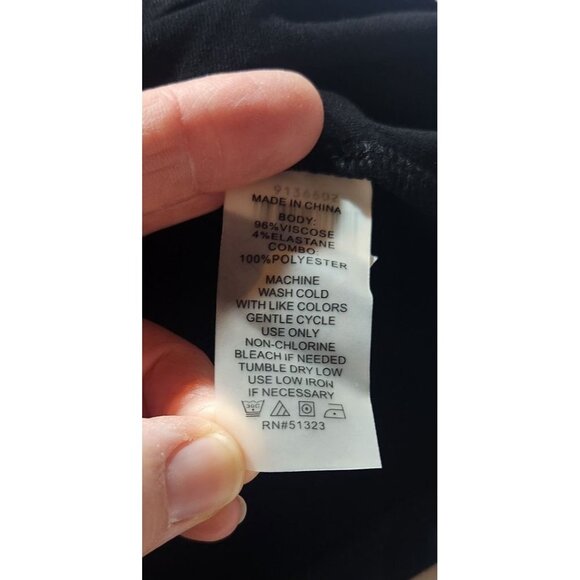 9136602
MADE IN CHINA
BODY:
96%VISCOSE
4%ELASTANE
COMBO:
100%POLYESTER
MACHINE
WASH COLD
WITH LIKE COLORS
GENTLE CYCLE
USE ONLY
NON-CHLORINE
BLEACH IF NEEDED
TUMBLE DRY LOW
USE LOW IRON
IF NECESSARY
RN#51323